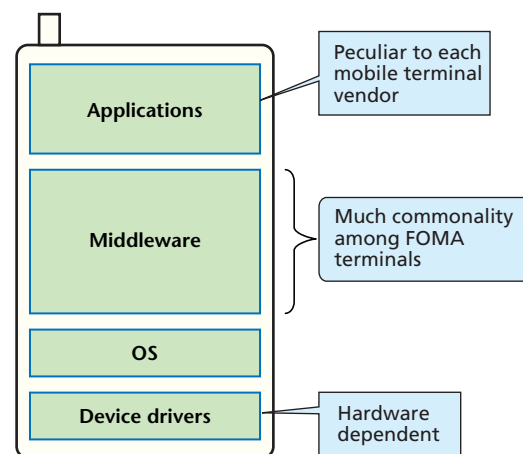 Applications
Peculiar to each
mobile terminal
vendor
Middleware
Much commonality
among FOMA
terminals
OS
Device drivers
Hardware
dependent